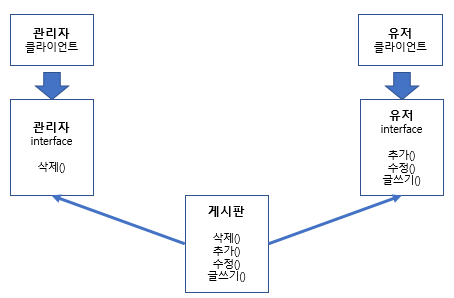 관리자
클라이언트
유저
클라이언트
관리자
interface
삭제()
유저
interface
추가()
수정()
글쓰기()
게시판
삭제()
추가()
수정()
글쓰기()